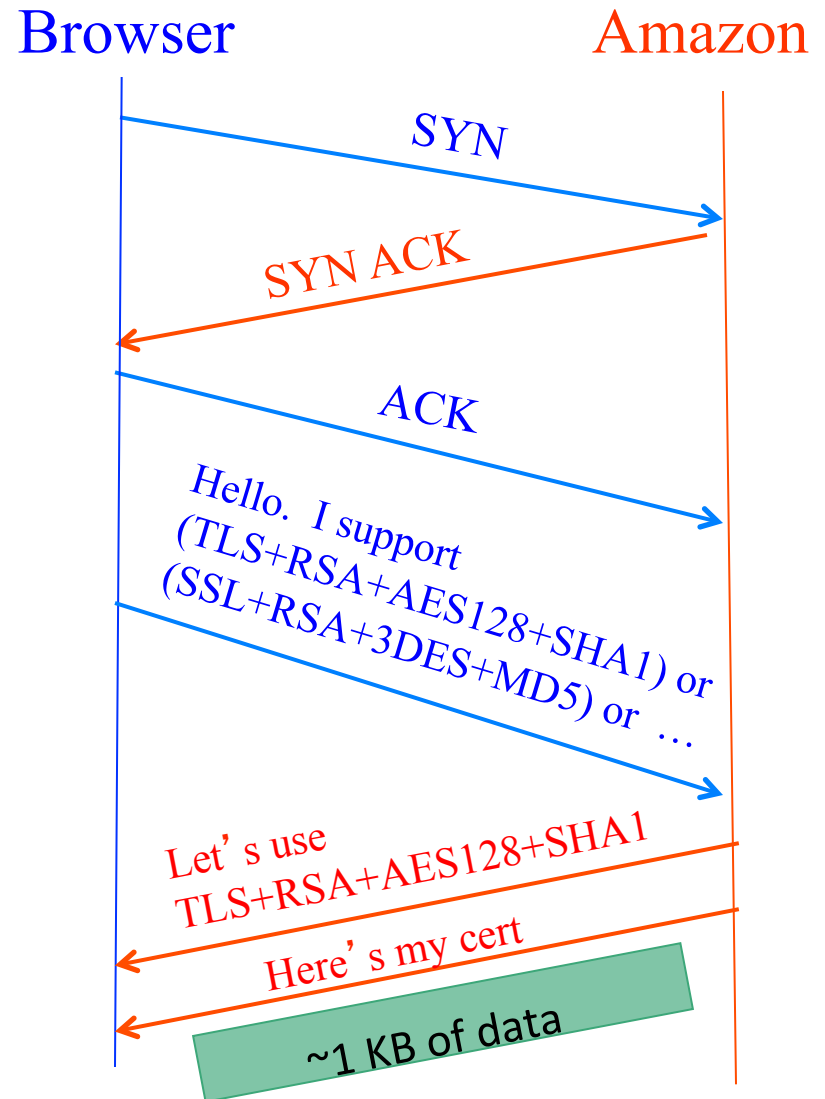 Browser
Amazon
SYN
SYN ACK
ACK
Hello. I support
(TLS+RSA+AES128+SHA1) or
(SSL+RSA+3DES+MD5) or …
Let’ s use
TLS+RSA+AES128+SHA1
Here’ s my cert
~1 KB of data